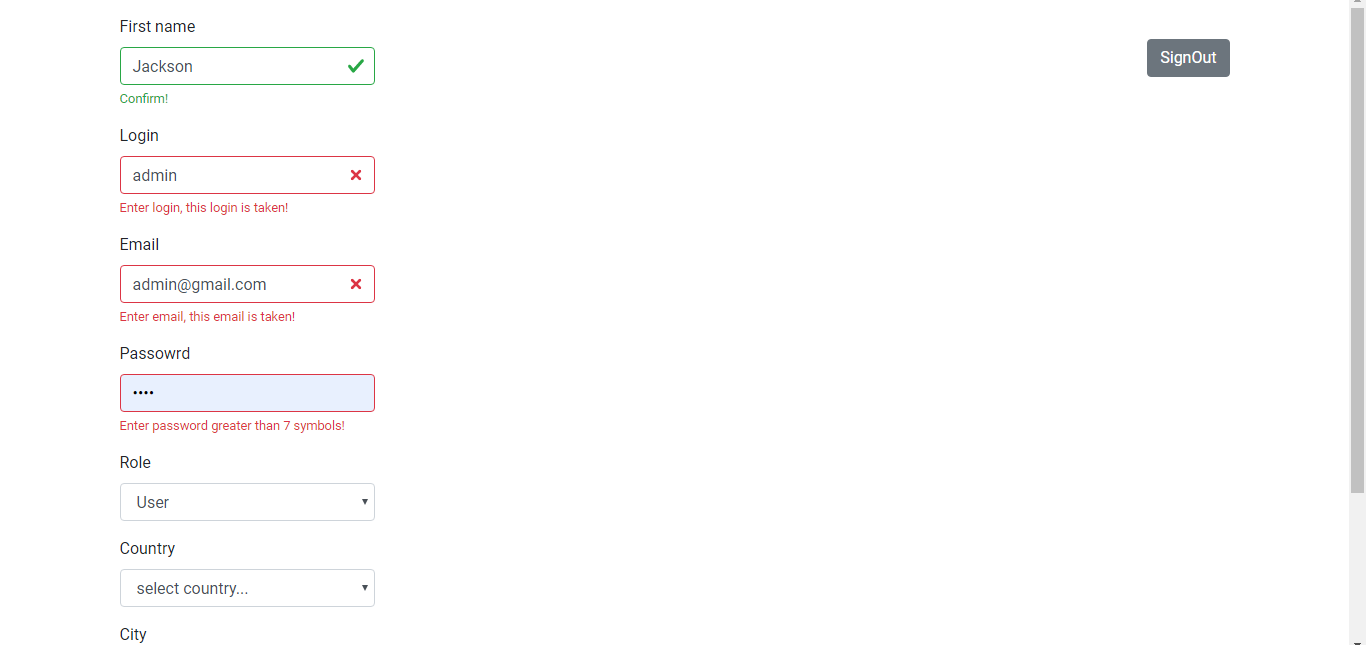 First name
SignOut
Jackson
Confirm!
Login
admin
Enter login, this login is taken!
Email
admin@gmail.com
Enter email, this email is taken!
Passowrd
••••
Enter password greater than 7 symbols!
Role
User
Country
select country...
City